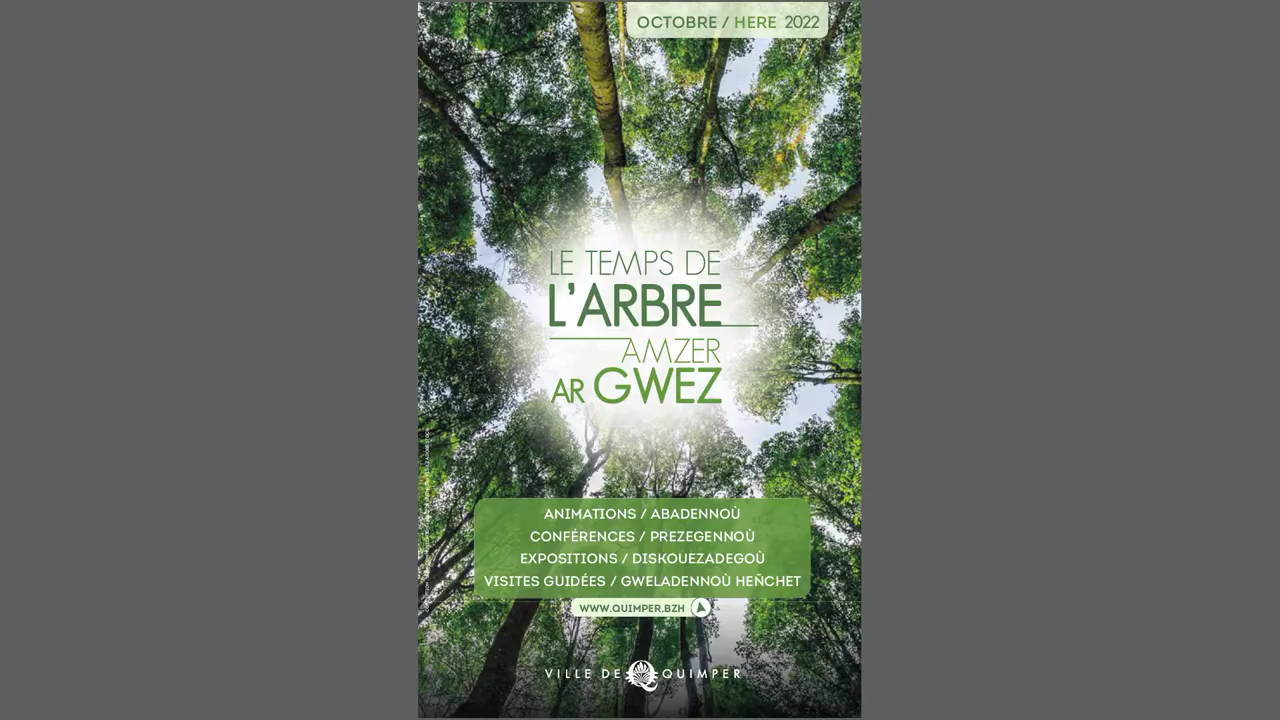 OCTOBRE / HERE 2022
LE TEMPS DE
L'ARBRE
AMZER
AR GWEZ
ANIMATIONS / ABADENNOÙ
CONFÉRENCES / PREZEGENNOÙ
EXPOSITIONS / DISKOUEZADEGOÙ
VISITES GUIDÉES / GWELADENNOÙ HEÑCHET
WWW.QUIMPER.BZH
VILLE DE QUIMPER